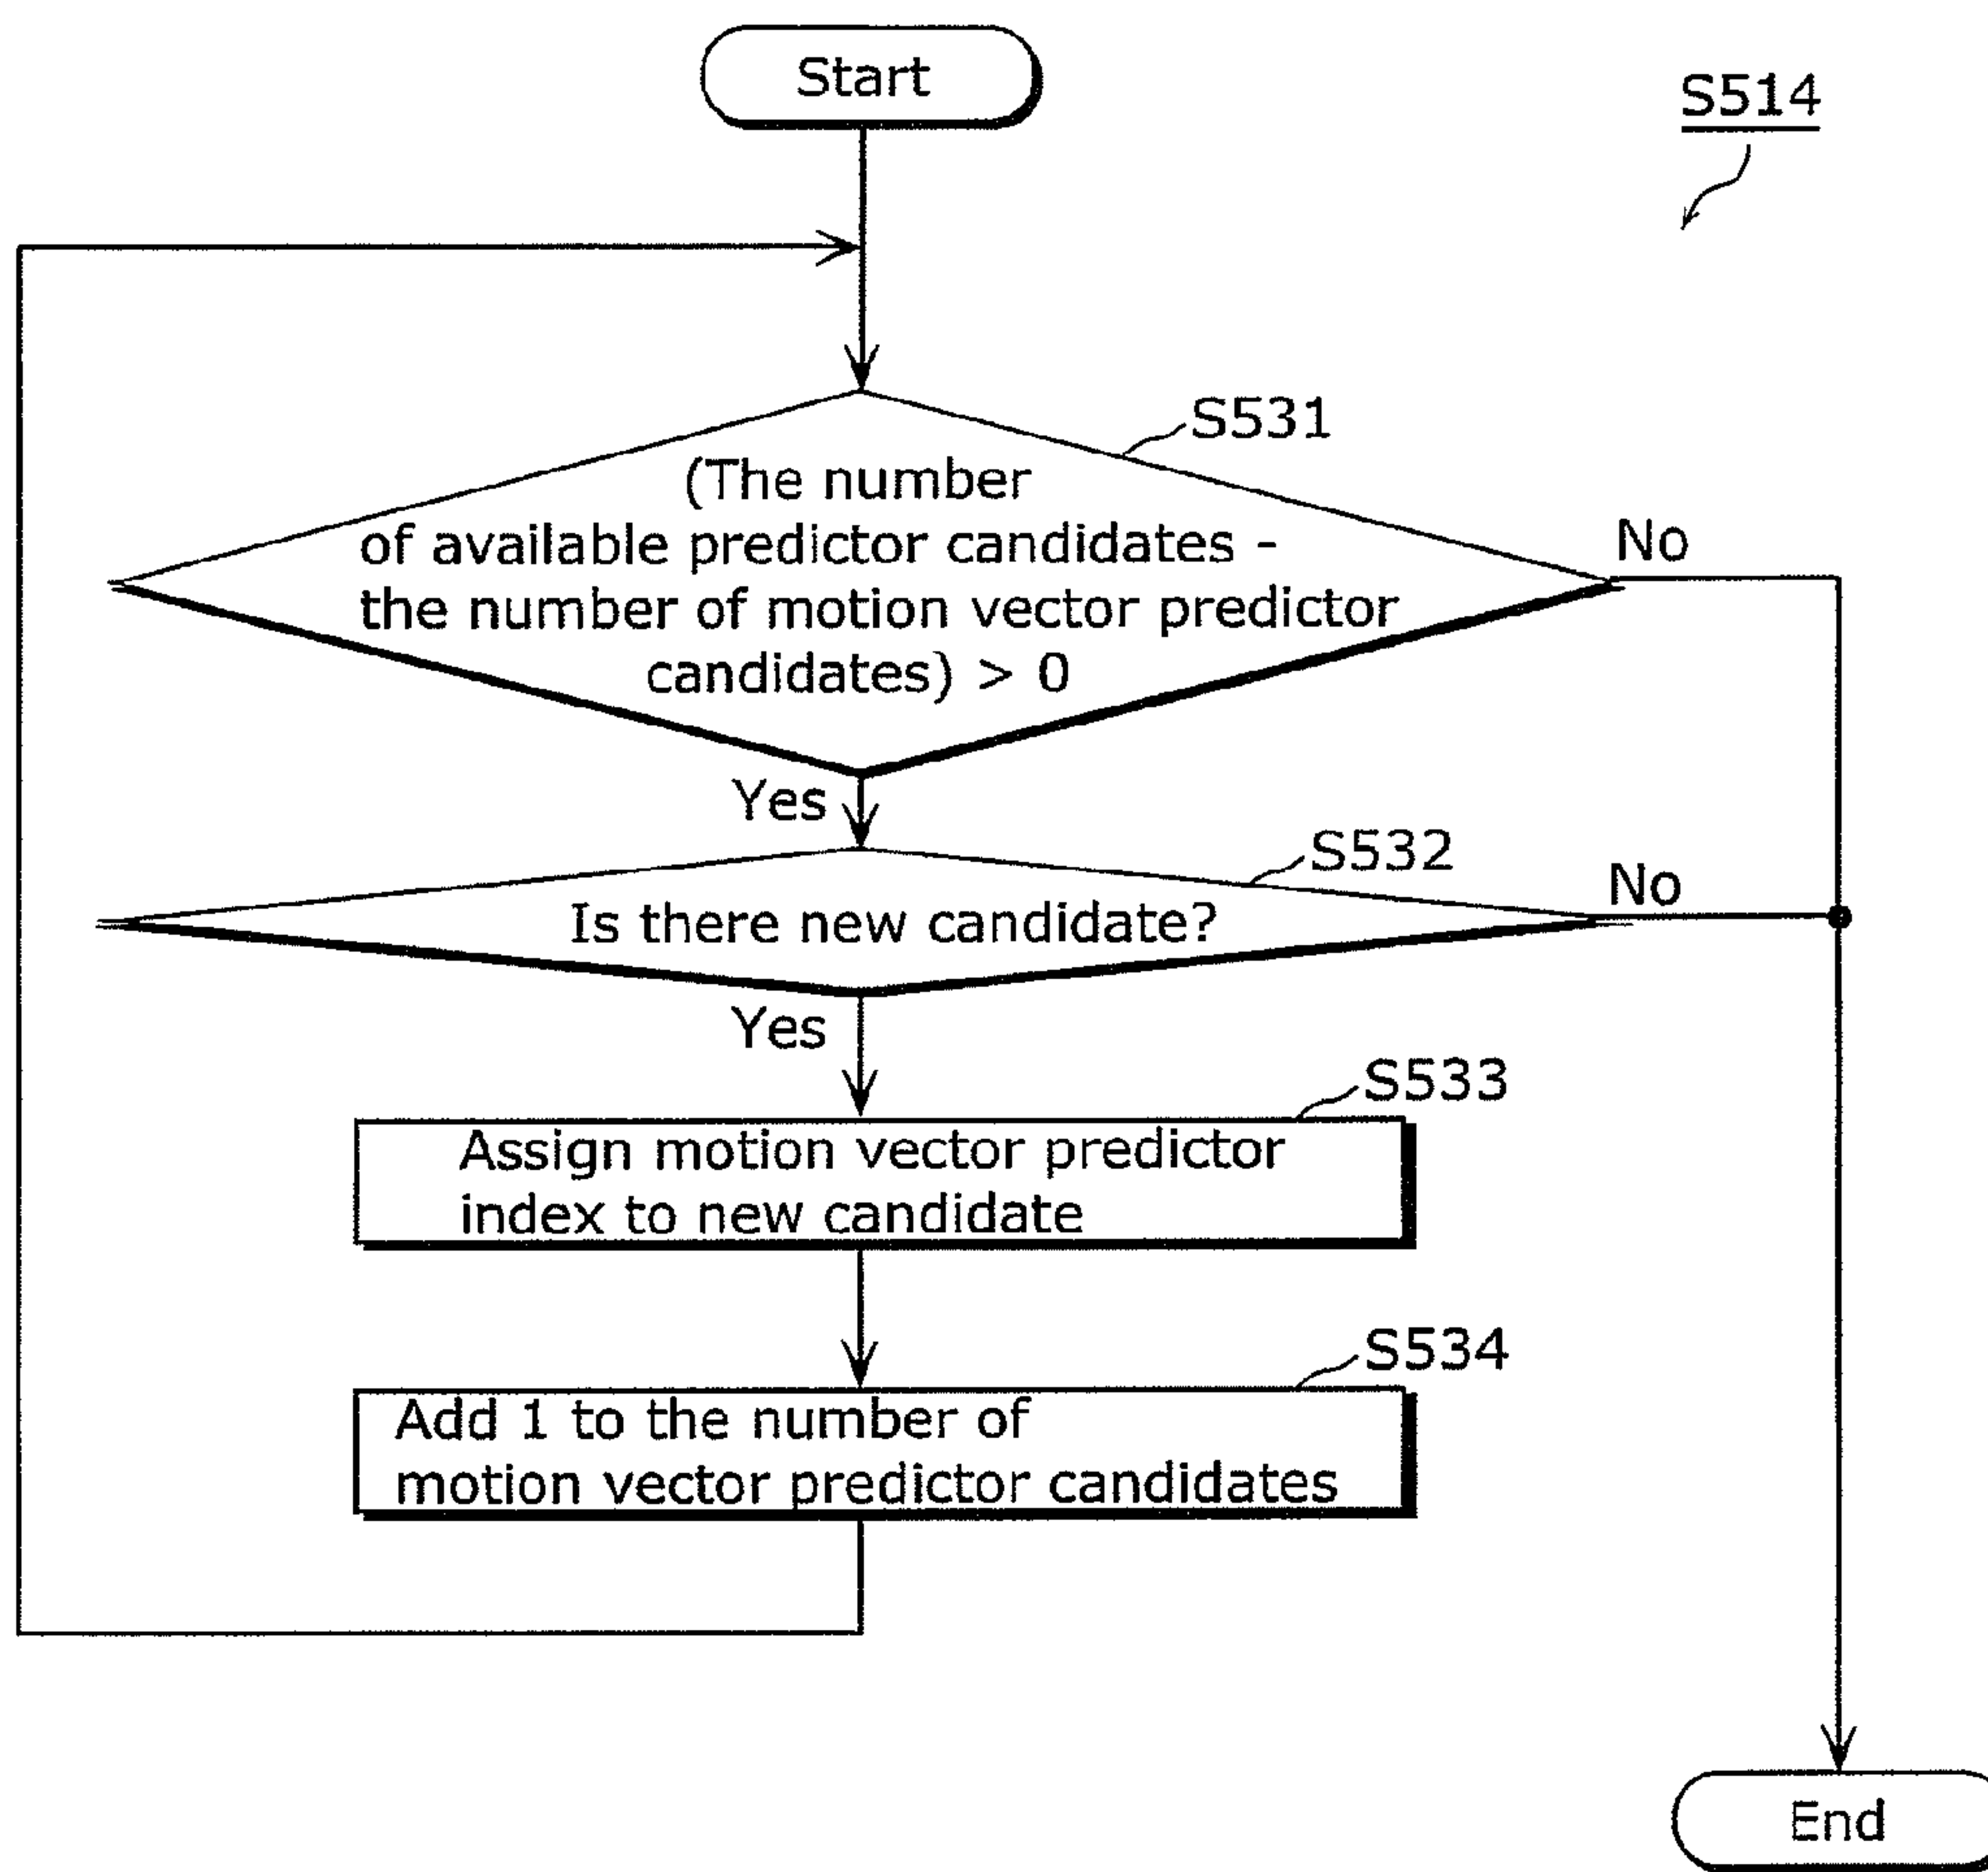 Start
S514
S531
(The number
of available predictor candidates -
the number of motion vector predictor
candidates) > 0
No
Yes
S532
Is there new candidate?
No
Yes
S533
Assign motion vector predictor
index to new candidate
S534
Add 1 to the number of
motion vector predictor candidates
End